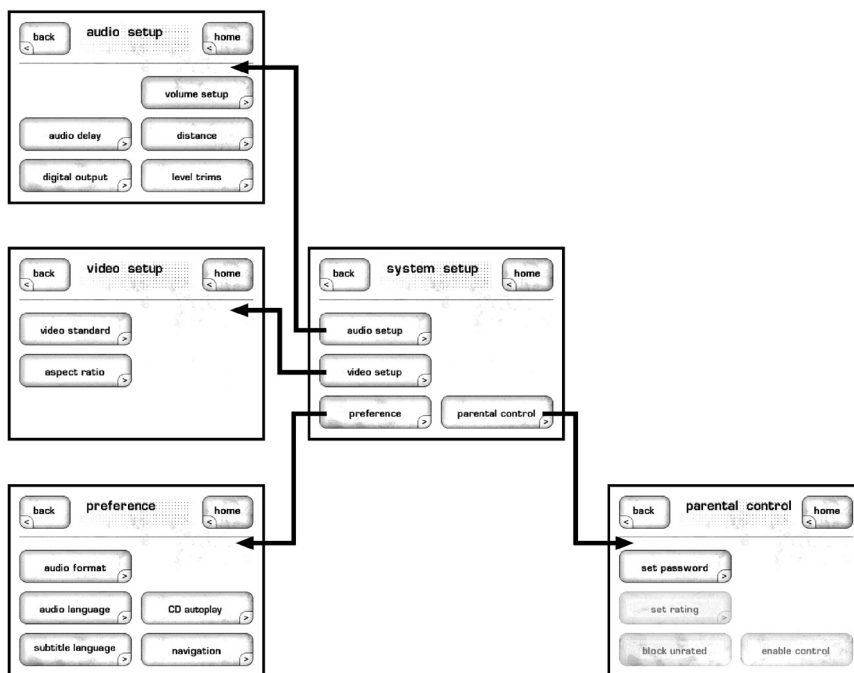 back audio setup home
<
<
volume setup
>
audio delay distance
> >
digital output level trims
> >
back video setup home
<
<
video standard
>
aspect ratio
>
back system setup home
<
<
audio setup
>
video setup
>
preference parental control
> >
back preference home
<
<
audio format
>
audio language CD autoplay
> >
subtitle language navigation
> >
back parental control home
<
<
set password
>
set rating
>
block unrated enable control